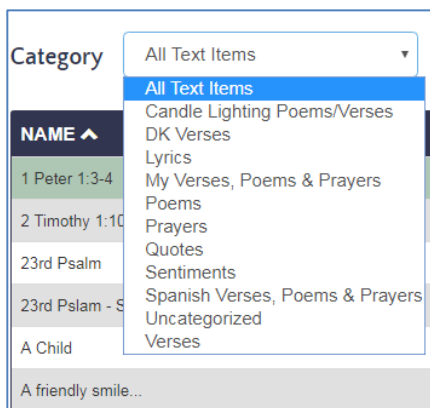 Category All Text Items
All Text Items
Candle Lighting Poems/Verses
DK Verses
Lyrics
My Verses, Poems & Prayers
Poems
Prayers
Quotes
Sentiments
Spanish Verses, Poems & Prayers
Uncategorized
Verses
NAME
1 Peter 1:3-4
2 Timothy 1:10
23rd Psalm
23rd Pslam - S
A Child
A friendly smile...